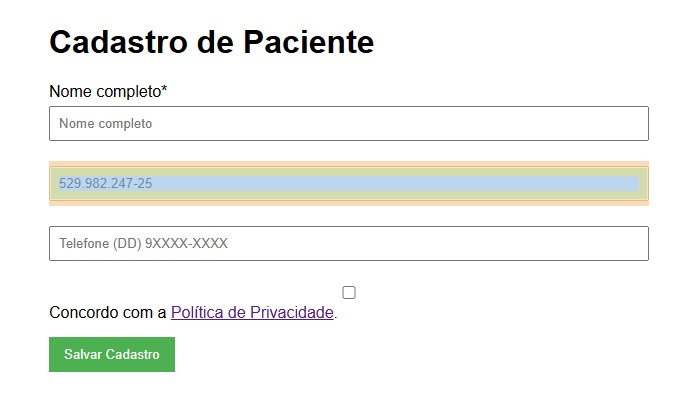 Cadastro de Paciente
Nome completo*
Nome completo
529.982.247-25
Telefone (DD) 9XXXX-XXXX
Concordo com a Política de Privacidade.
Salvar Cadastro